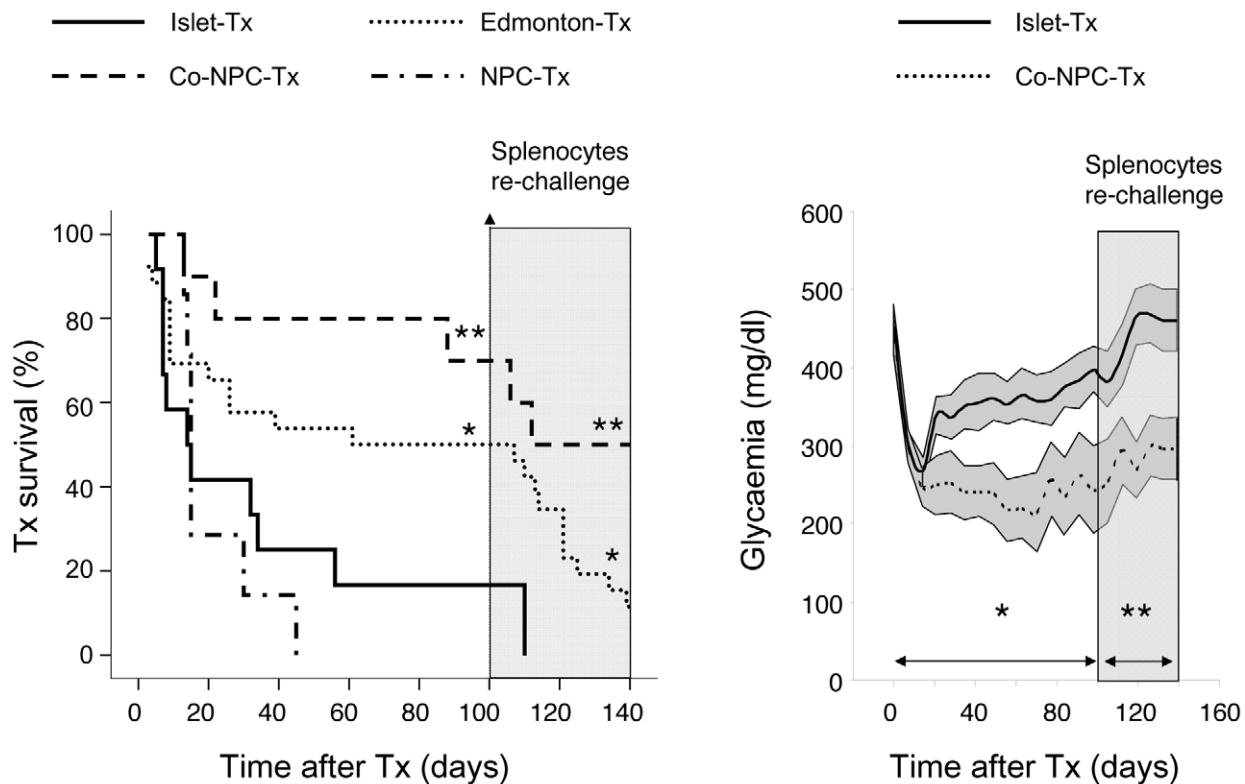 Islet-Tx
Edmonton-Tx
Co-NPC-Tx
NPC-Tx
Splenocytes
re-challenge
100
80
60
40
20
0
**
*
**
*
Tx survival (%)
0 20 40 60 80 100 120 140
Time after Tx (days)
Islet-Tx
Co-NPC-Tx
Splenocytes
re-challenge
600
500
400
300
200
100
0
* **
Glycaemia (mg/dl)
0 40 80 120 160
Time after Tx (days)